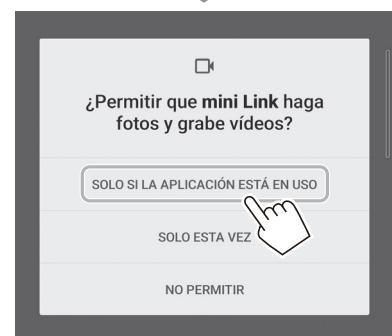 ¿Permitir que mini Link haga
fotos y grabe vídeos?
SOLO SI LA APLICACIÓN ESTÁ EN USO
SOLO ESTA VEZ
NO PERMITIR